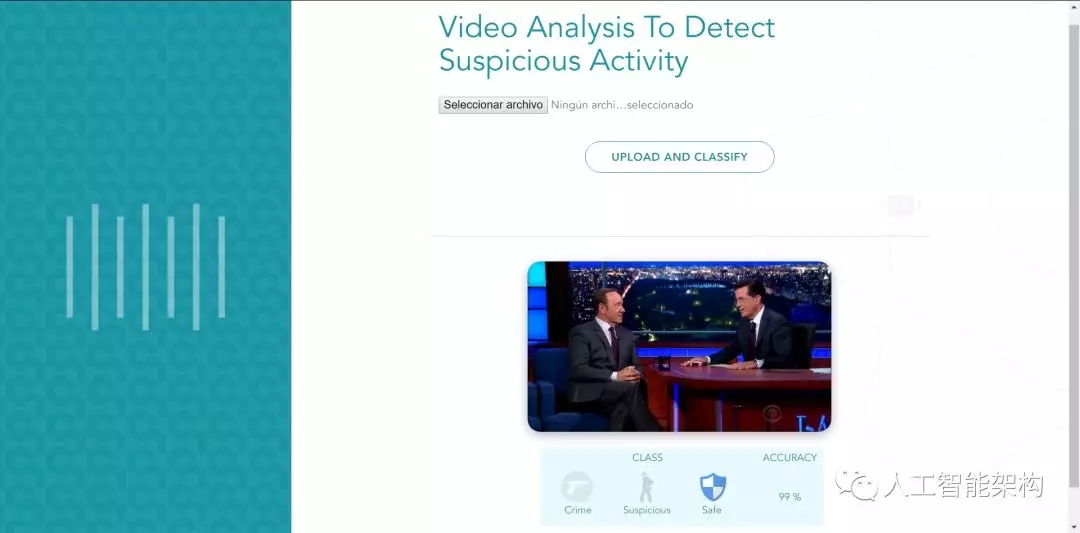 Video Analysis To Detect
Suspicious Activity
Seleccionar archivo Ningún archi...seleccionado
UPLOAD AND CLASSIFY
CLASS ACCURACY
Crime Suspicious Safe 99 %
人工智能架构